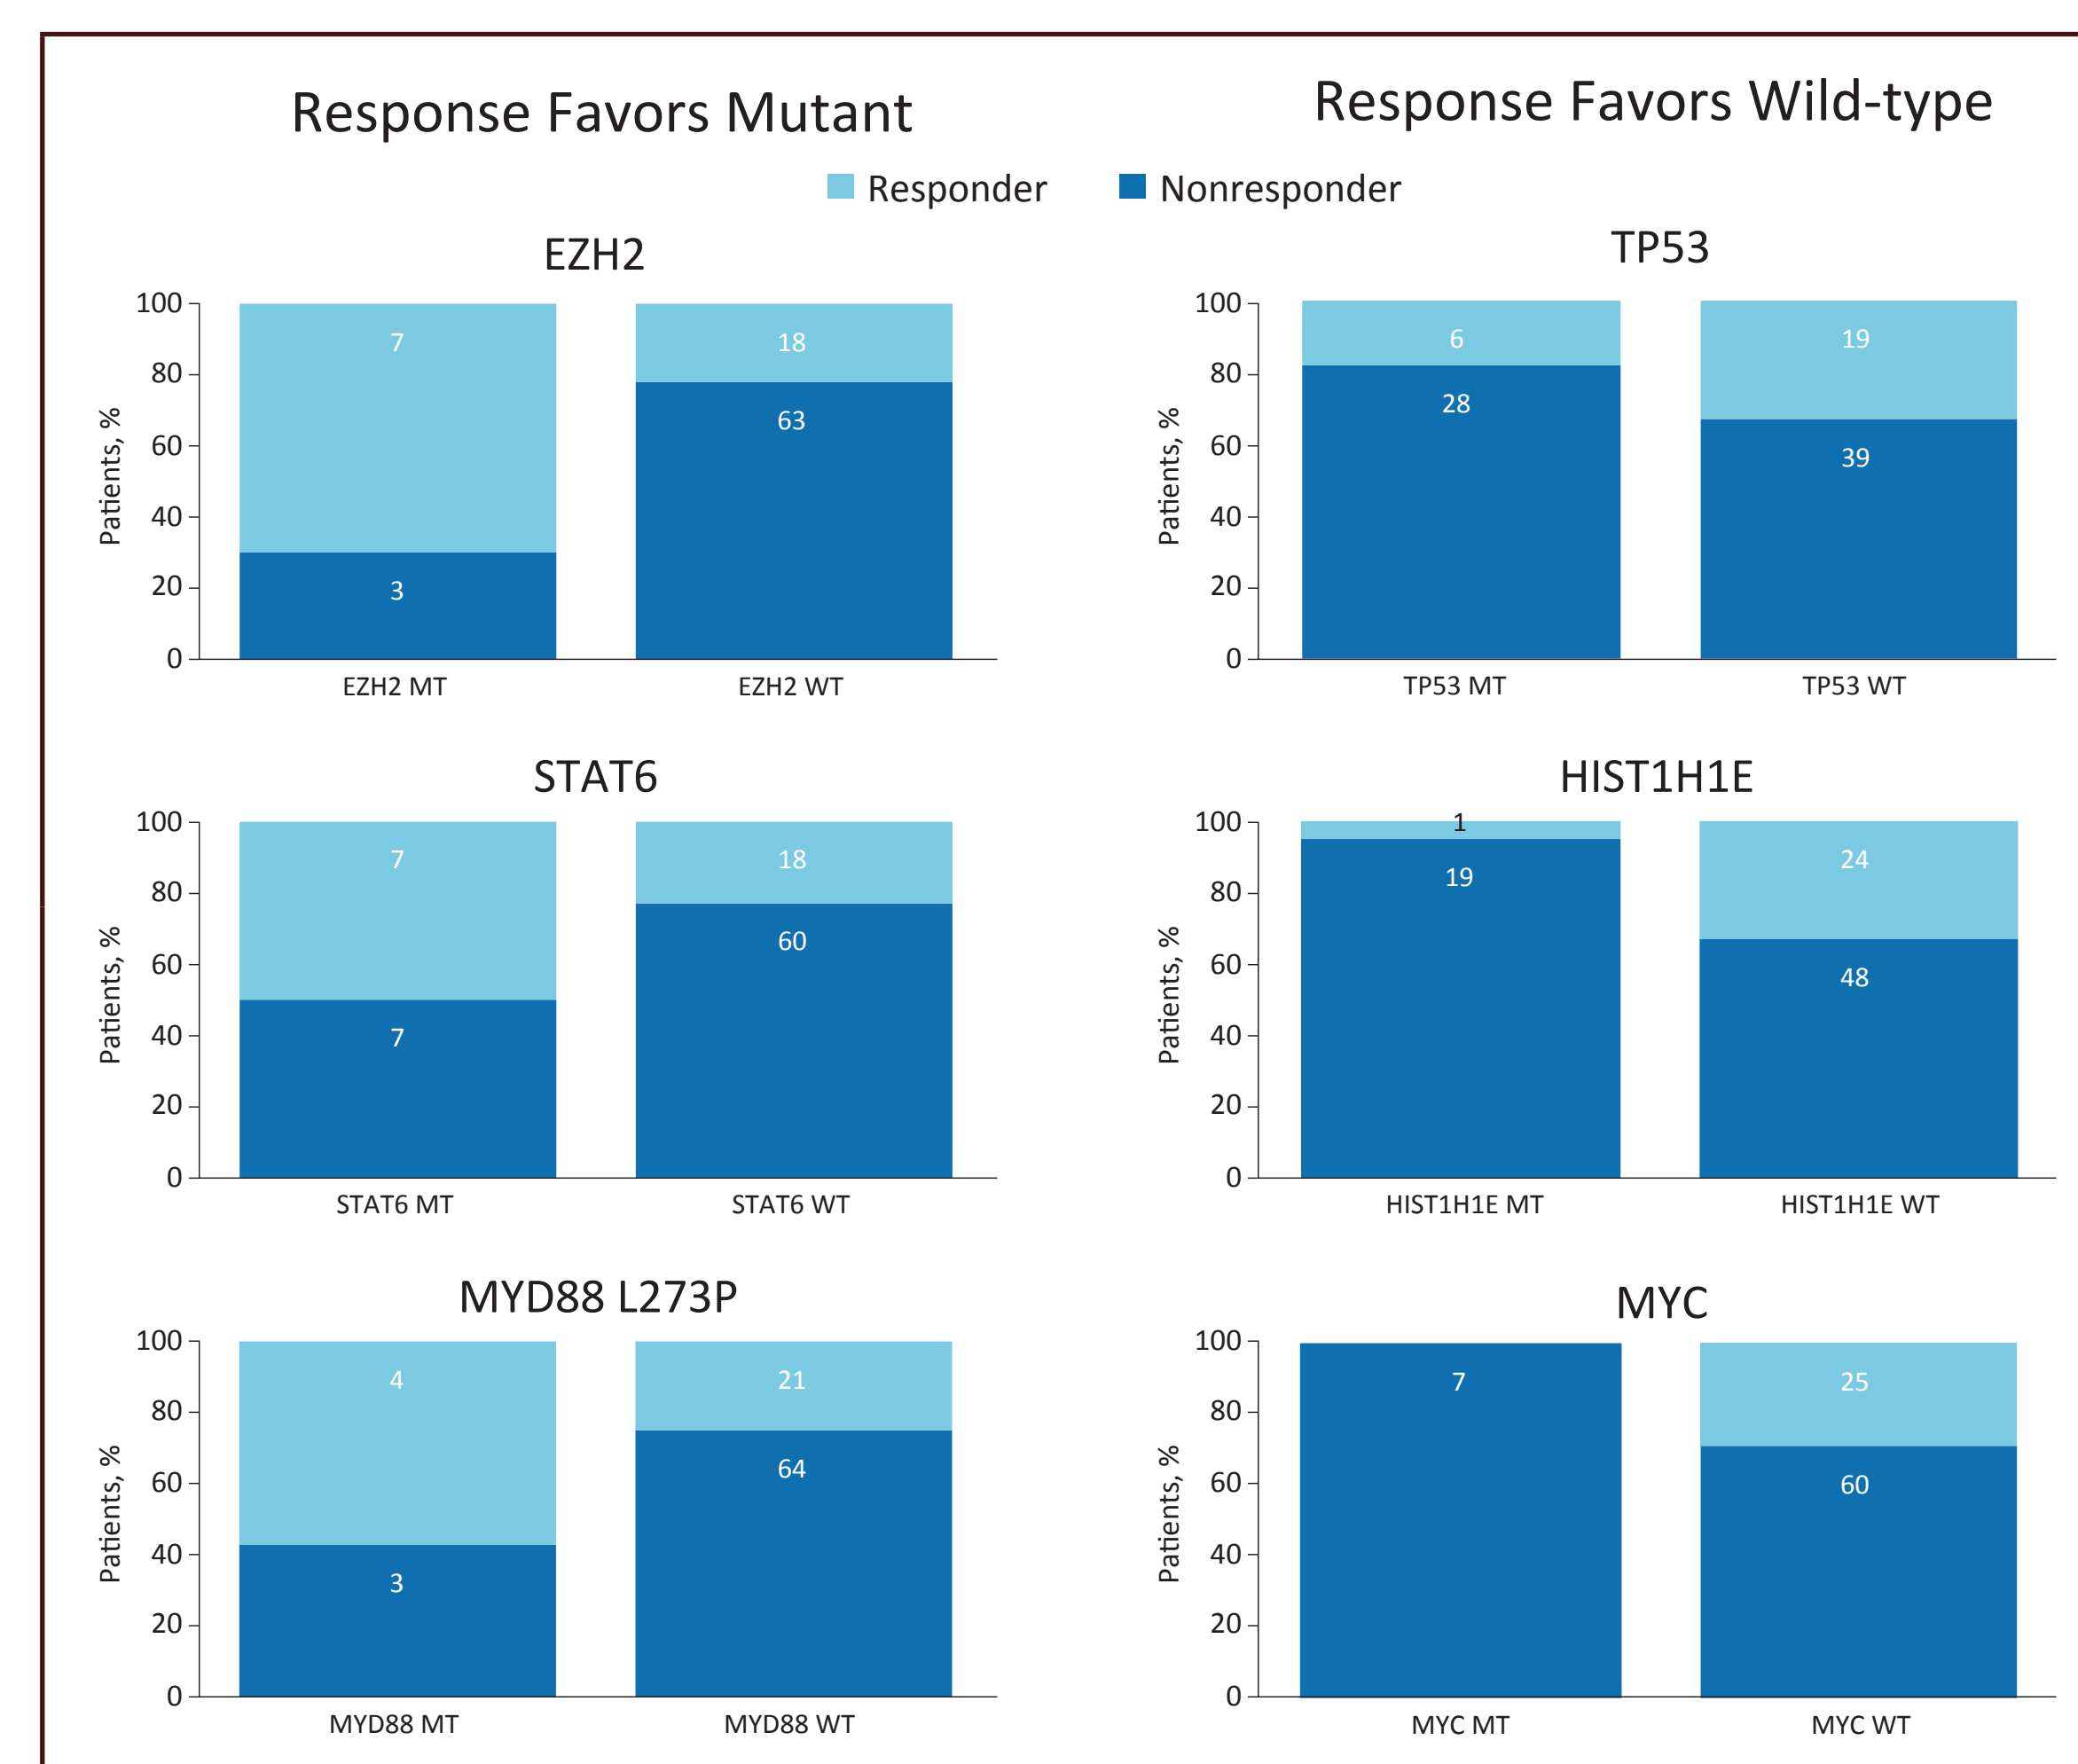 Response Favors Mutant
Response Favors Wild-type
Responder
Nonresponder
EZH2
100
80
60
40
20
0
Patients, %
7
3
18
63
EZH2 MT
EZH2 WT
TP53
100
80
60
40
20
0
Patients, %
6
28
19
39
TP53 MT
TP53 WT
STAT6
100
80
60
40
20
0
Patients, %
7
7
18
60
STAT6 MT
STAT6 WT
HIST1H1E
100
80
60
40
20
0
Patients, %
1
19
24
48
HIST1H1E MT
HIST1H1E WT
MYD88 L273P
100
80
60
40
20
0
Patients, %
4
3
21
64
MYD88 MT
MYD88 WT
MYC
100
80
60
40
20
0
Patients, %
7
25
60
MYC MT
MYC WT